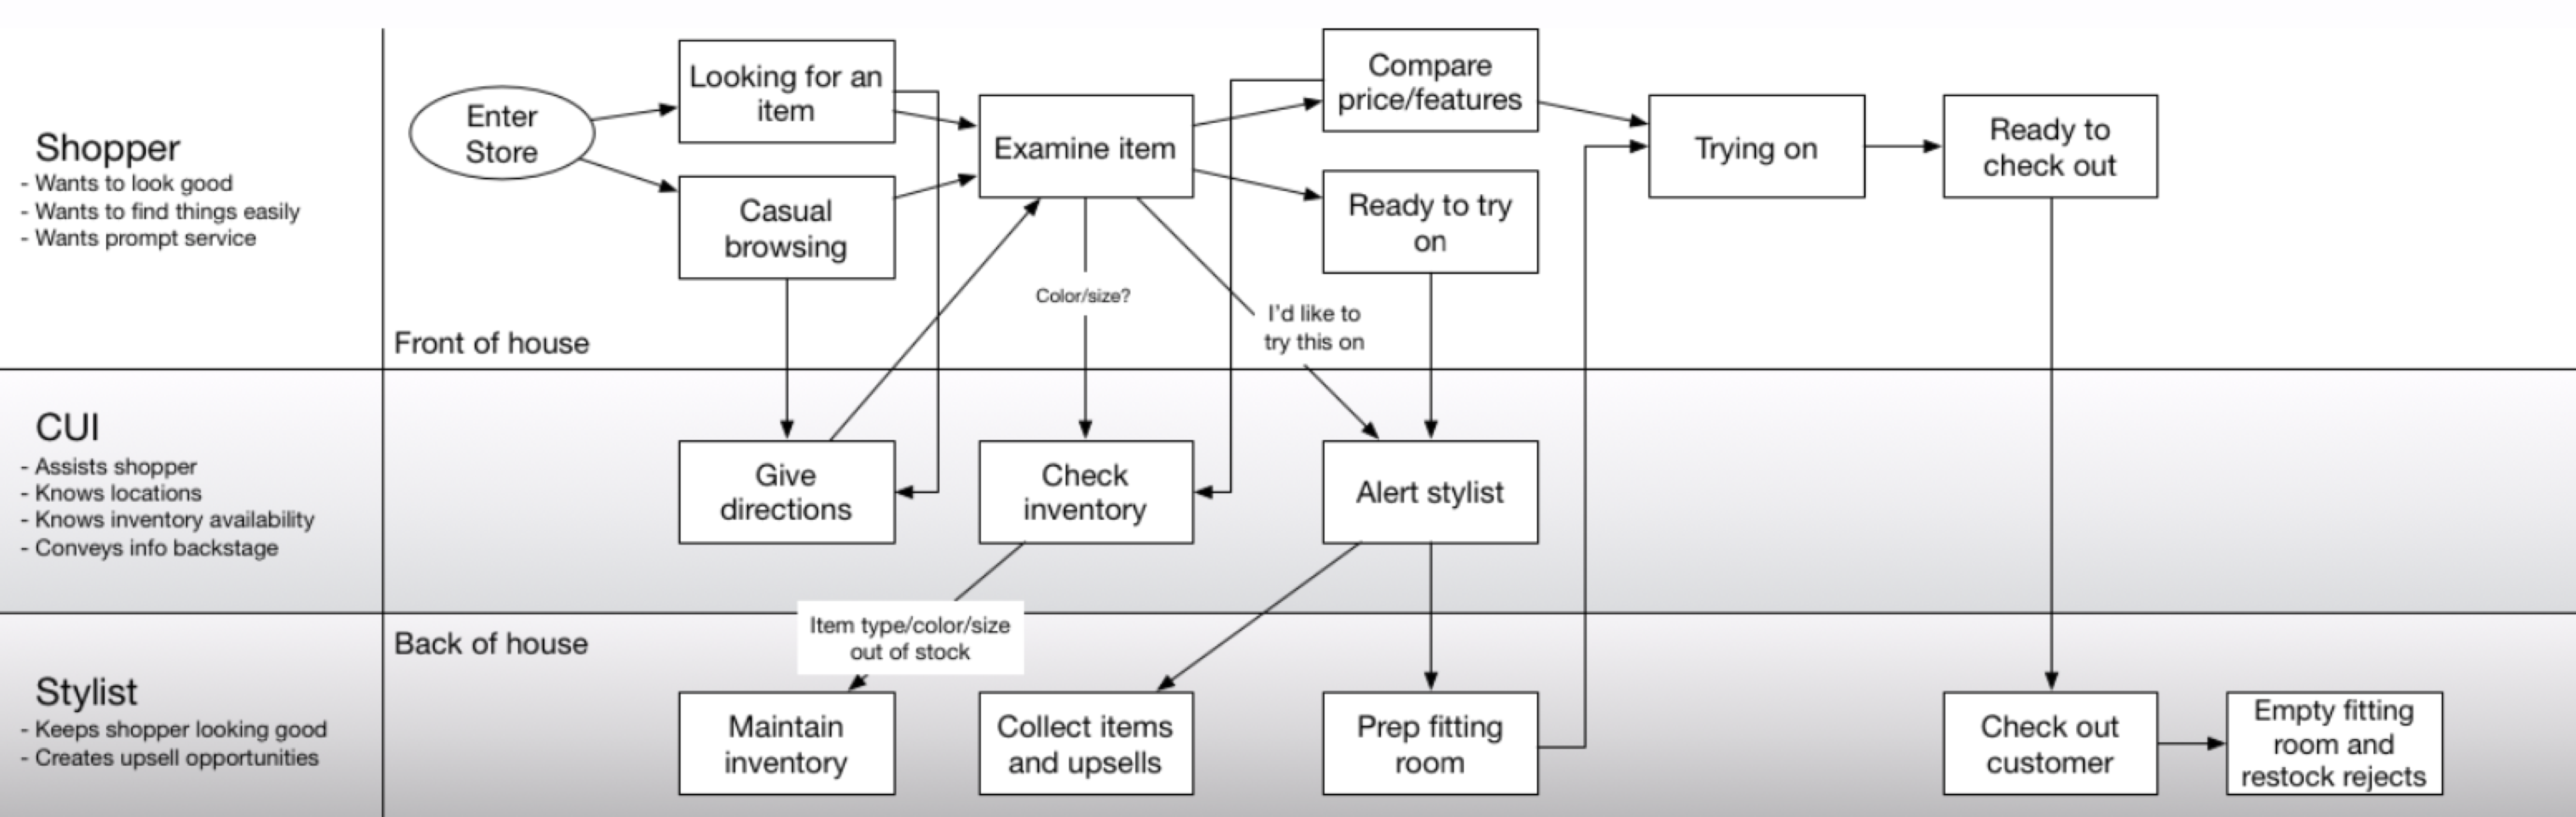 Shopper
- Wants to look good
- Wants to find things easily
- Wants prompt service
Enter
Store
Looking for an
item
Casual
browsing
Examine item
Compare
price/features
Ready to try
on
Trying on
Ready to
check out
Color/size?
I'd like to
try this on
Front of house
CUI
- Assists shopper
- Knows locations
- Knows inventory availability
- Conveys info backstage
Give
directions
Check
inventory
Alert stylist
Item type/color/size
out of stock
Back of house
Stylist
- Keeps shopper looking good
- Creates upsell opportunities
Maintain
inventory
Collect items
and upsells
Prep fitting
room
Check out
customer
Empty fitting
room and
restock rejects